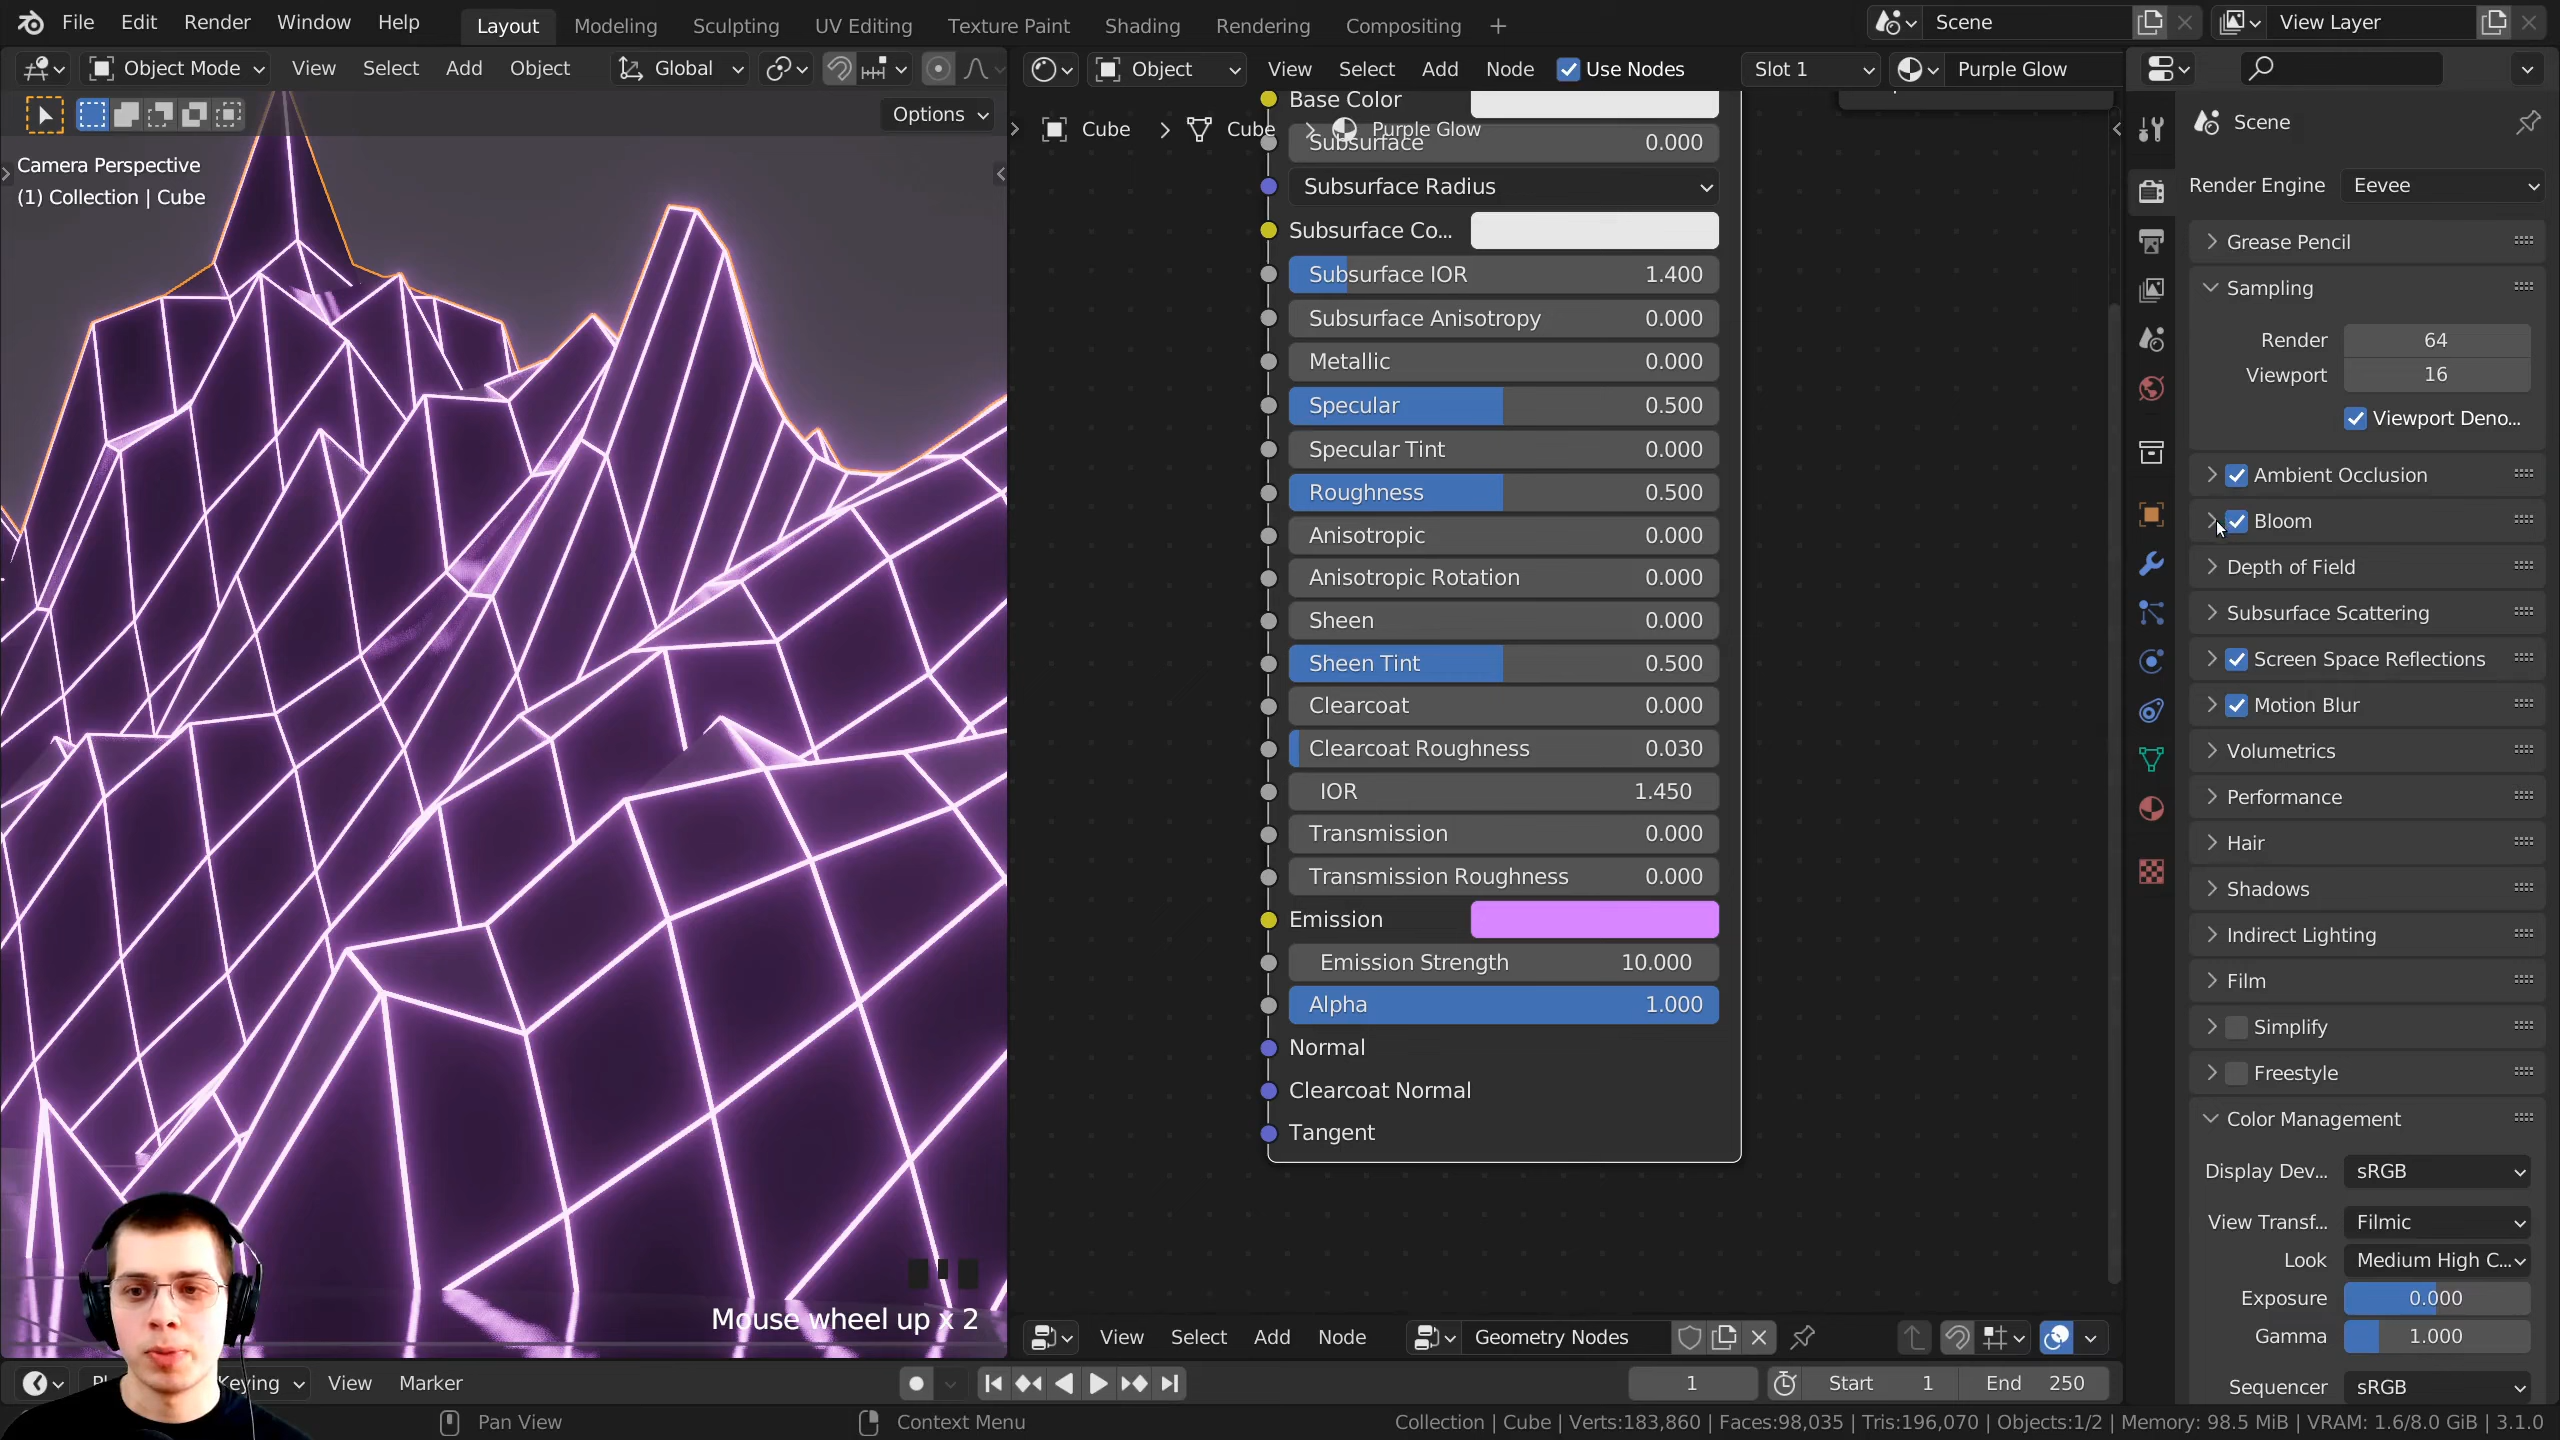 File Edit Render Window Help Layout Modeling Sculpting UV Editing Texture Paint Shading Rendering Compositing + Scene View Layer
Object Mode View Select Add Object Global Object View Select Add Node Use Nodes Slot 1 Purple Glow
Options
Camera Perspective
(1) Collection | Cube
Cube > Cube > Purple Glow
Base Color
Subsurface 0.000
Subsurface Radius
Subsurface Co...
Subsurface IOR 1.400
Subsurface Anisotropy 0.000
Metallic 0.000
Specular 0.500
Specular Tint 0.000
Roughness 0.500
Anisotropic 0.000
Anisotropic Rotation 0.000
Sheen 0.000
Sheen Tint 0.500
Clearcoat 0.000
Clearcoat Roughness 0.030
IOR 1.450
Transmission 0.000
Transmission Roughness 0.000
Emission
Emission Strength 10.000
Alpha 1.000
Normal
Clearcoat Normal
Tangent
Scene
Render Engine Eevee
Grease Pencil
Sampling
Render 64
Viewport 16
Viewport Deno...
Ambient Occlusion
Bloom
Depth of Field
Subsurface Scattering
Screen Space Reflections
Motion Blur
Volumetrics
Performance
Hair
Shadows
Indirect Lighting
Film
Simplify
Freestyle
Color Management
Display Dev... sRGB
View Transf... Filmic
Look Medium High C...
Exposure 0.000
Gamma 1.000
Sequencer sRGB
Mouse wheel up x 2
View Select Add Node Geometry Nodes
Keying View Marker 1 Start 1 End 250
Pan View Context Menu Collection | Cube | Verts:183,860 | Faces:98,035 | Tris:196,070 | Objects:1/2 | Memory: 98.5 MiB | VRAM: 1.6/8.0 GiB | 3.1.0